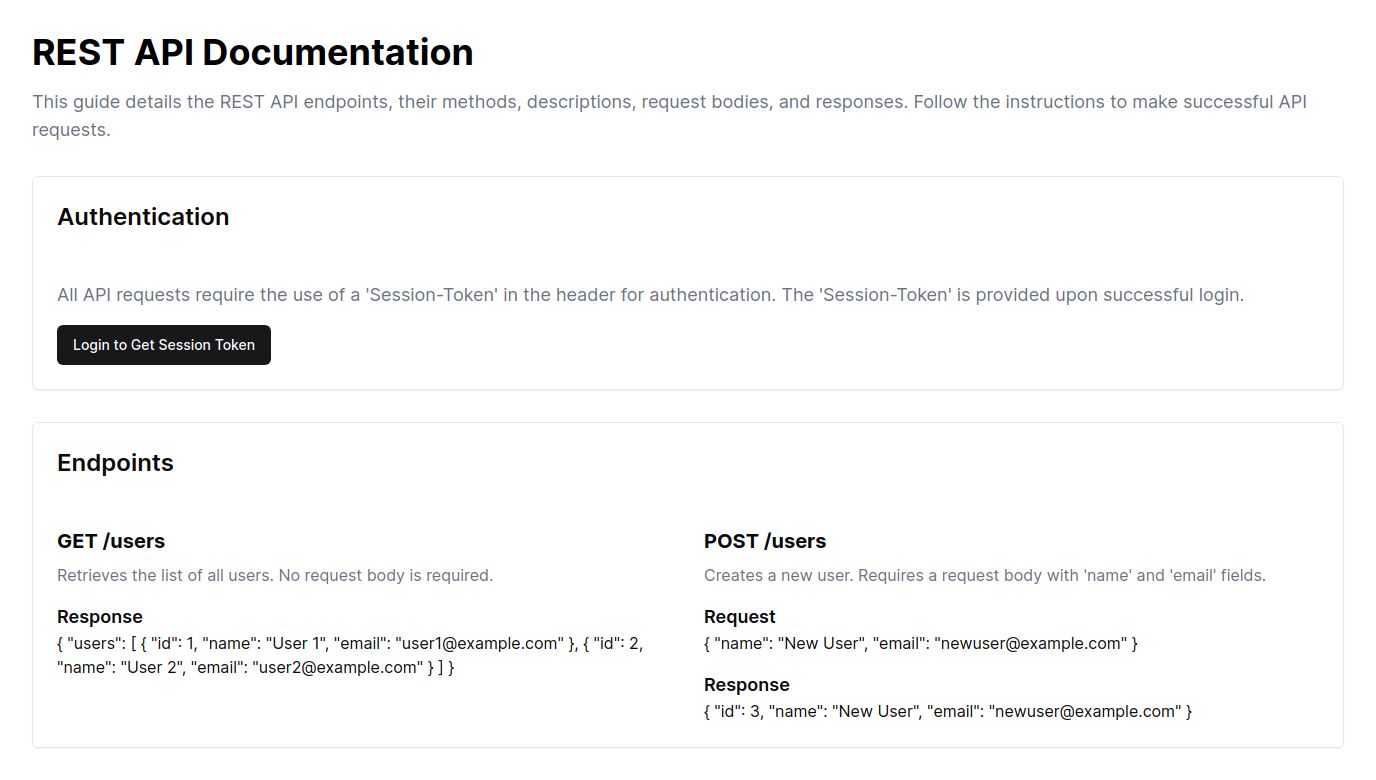 REST API Documentation
This guide details the REST API endpoints, their methods, descriptions, request bodies, and responses. Follow the instructions to make successful API
requests.
Authentication
All API requests require the use of a 'Session-Token' in the header for authentication. The 'Session-Token' is provided upon successful login.
Login to Get Session Token
Endpoints
GET /users
Retrieves the list of all users. No request body is required.
Response
{ "users": [ { "id": 1, "name": "User 1", "email": "user1@example.com" }, { "id": 2,
"name": "User 2", "email": "user2@example.com" } ] }
POST /users
Creates a new user. Requires a request body with 'name' and 'email' fields.
Request
{ "name": "New User", "email": "newuser@example.com" }
Response
{ "id": 3, "name": "New User", "email": "newuser@example.com" }